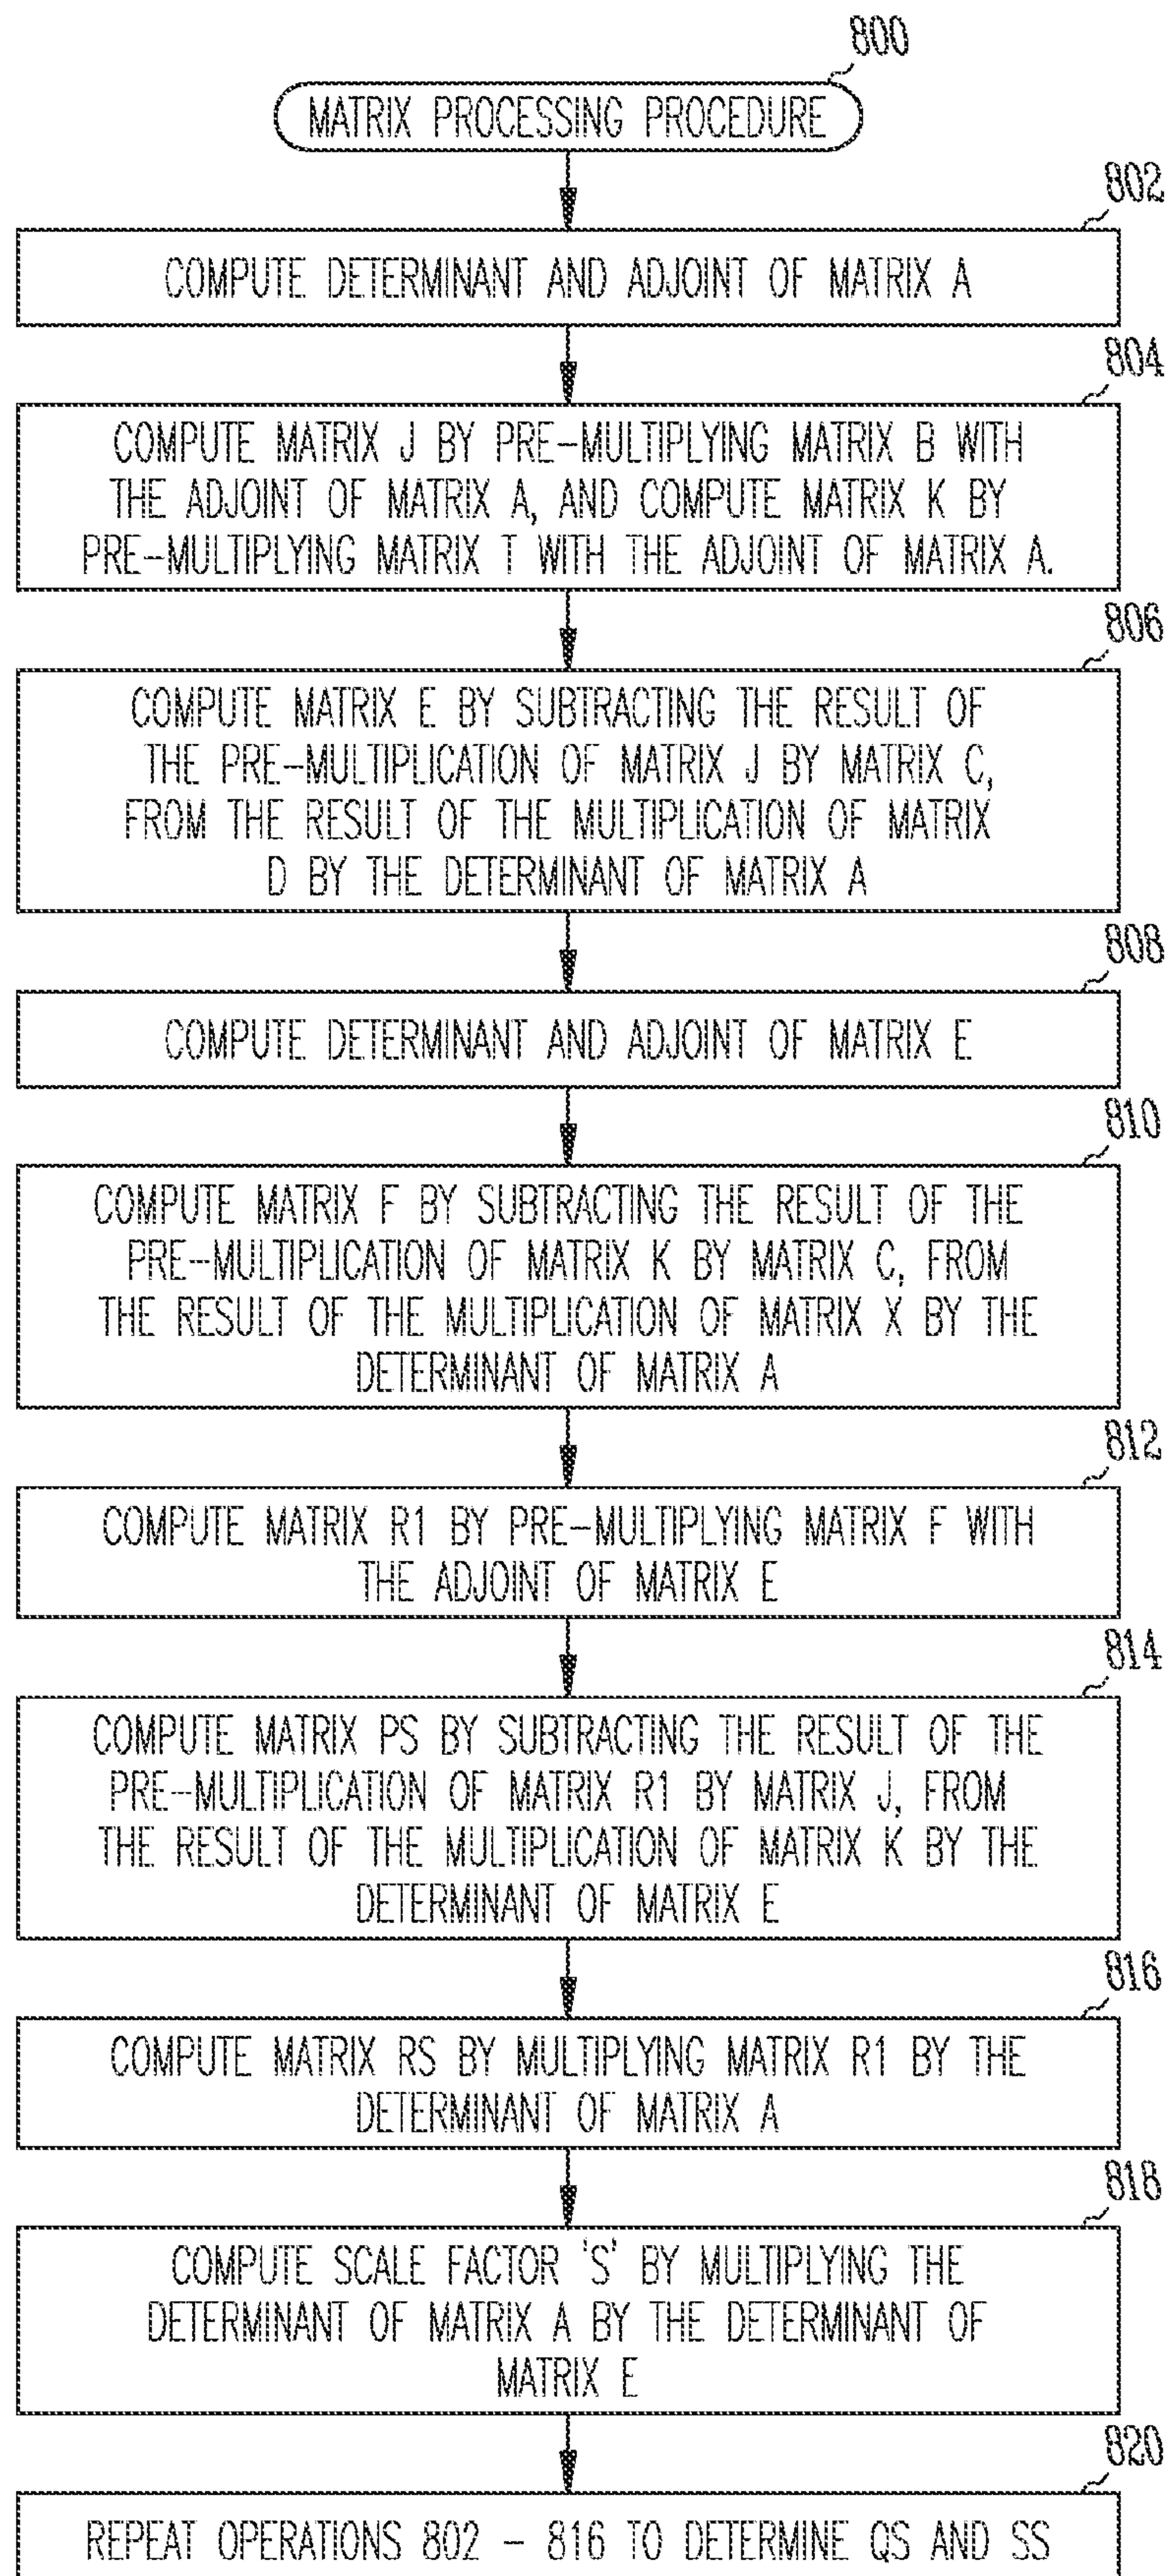 800
MATRIX PROCESSING PROCEDURE
802
COMPUTE DETERMINANT AND ADJOINT OF MATRIX A
804
COMPUTE MATRIX J BY PRE-MULTIPLYING MATRIX B WITH
THE ADJOINT OF MATRIX A, AND COMPUTE MATRIX K BY
PRE-MULTIPLYING MATRIX T WITH THE ADJOINT OF MATRIX A.
806
COMPUTE MATRIX E BY SUBTRACTING THE RESULT OF
THE PRE-MULTIPLICATION OF MATRIX J BY MATRIX C,
FROM THE RESULT OF THE MULTIPLICATION OF MATRIX
D BY THE DETERMINANT OF MATRIX A
808
COMPUTE DETERMINANT AND ADJOINT OF MATRIX E
810
COMPUTE MATRIX F BY SUBTRACTING THE RESULT OF THE
PRE-MULTIPLICATION OF MATRIX K BY MATRIX C, FROM
THE RESULT OF THE MULTIPLICATION OF MATRIX X BY THE
DETERMINANT OF MATRIX A
812
COMPUTE MATRIX R1 BY PRE-MULTIPLYING MATRIX F WITH
THE ADJOINT OF MATRIX E
814
COMPUTE MATRIX PS BY SUBTRACTING THE RESULT OF THE
PRE-MULTIPLICATION OF MATRIX R1 BY MATRIX J, FROM
THE RESULT OF THE MULTIPLICATION OF MATRIX K BY THE
DETERMINANT OF MATRIX E
816
COMPUTE MATRIX RS BY MULTIPLYING MATRIX R1 BY THE
DETERMINANT OF MATRIX A
818
COMPUTE SCALE FACTOR 'S' BY MULTIPLYING THE
DETERMINANT OF MATRIX A BY THE DETERMINANT OF
MATRIX E
820
REPEAT OPERATIONS 802 - 816 TO DETERMINE QS AND SS